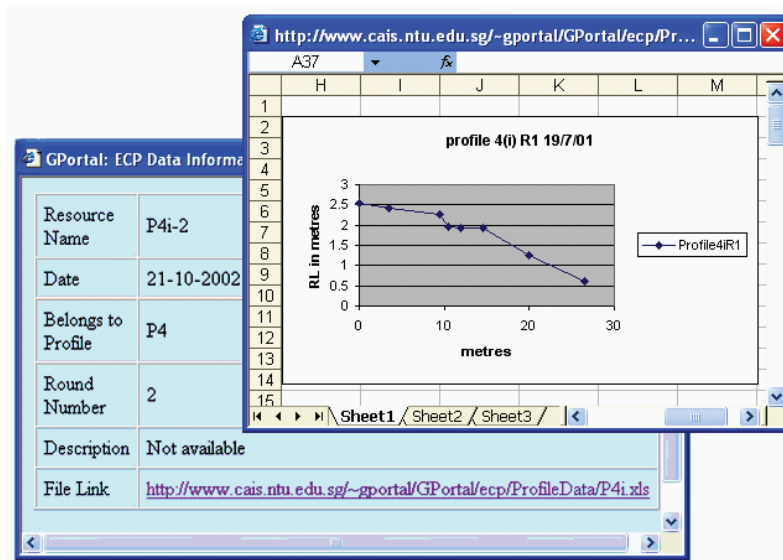 http://www.cais.ntu.edu.sg/~gportal/GPortal/ecp/Pr...
A37 fx
H I J K L M
1
2
3
4
5
6
7
8
9
10
11
12
13
14
15
profile 4(i) R1 19/7/01
RL in metres
3
2.5
2
1.5
1
0.5
0
0 10 20 30
metres
Profile4iR1
Sheet1 Sheet2 Sheet3
GPortal: ECP Data Informa
Resource Name P4i-2
Date 21-10-2002
Belongs to Profile P4
Round Number 2
Description Not available
File Link http://www.cais.ntu.edu.sg/~gportal/GPortal/ecp/ProfileData/P4i.xls